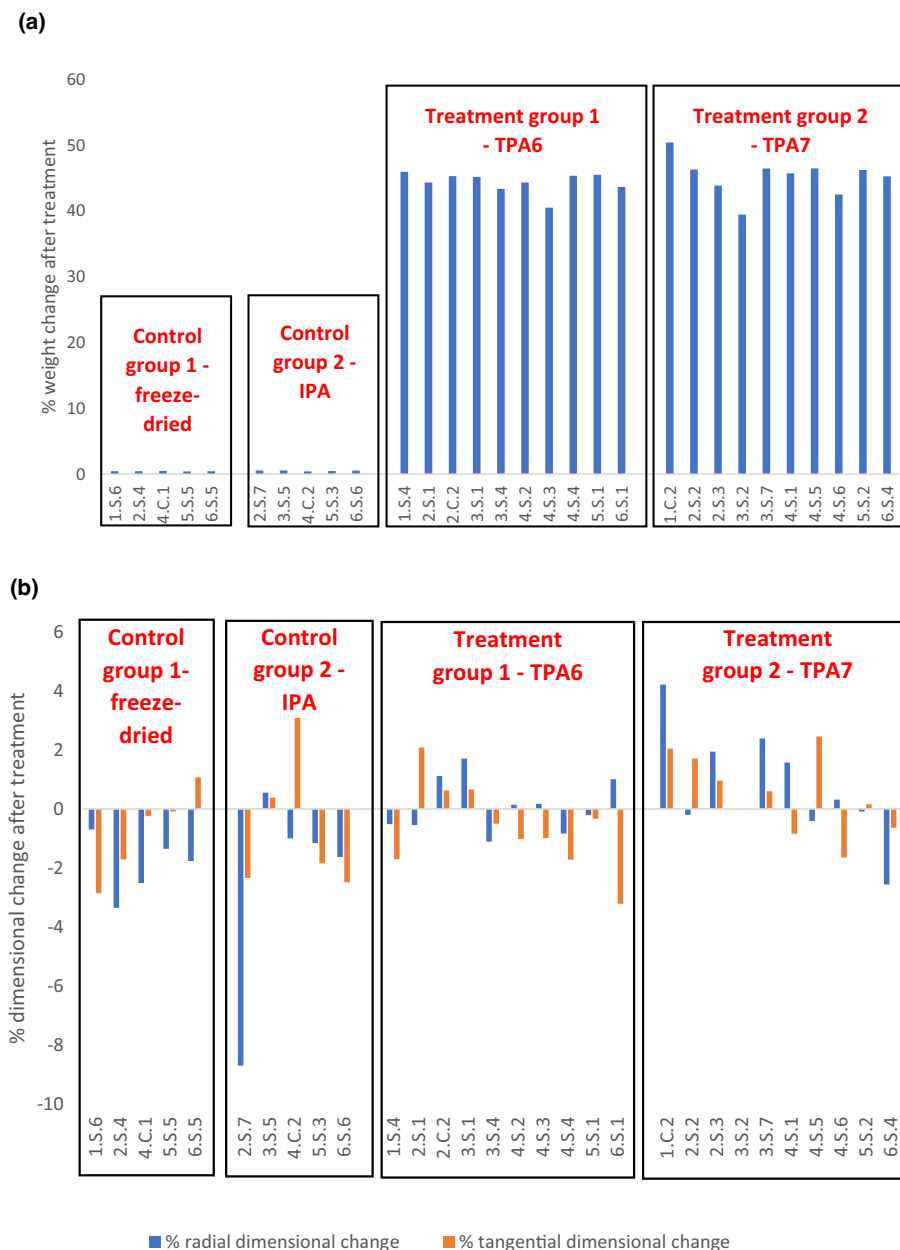 (a)
% weight change after treatment
60
50
40
30
20
10
0
Control
group 1 -
freeze-
dried
Control
group 2 -
IPA
Treatment group 1
- TPA6
Treatment group 2
- TPA7
1.S.6
2.S.4
4.C.1
5.S.5
6.S.5
2.S.7
3.S.5
4.C.2
5.S.3
6.S.6
1.S.4
2.S.1
2.C.2
3.S.1
3.S.4
4.S.2
4.S.3
4.S.4
5.S.1
6.S.1
1.C.2
2.S.2
2.S.3
3.S.2
3.S.7
4.S.1
4.S.5
4.S.6
5.S.2
6.S.4
(b)
% dimensional change after treatment
6
4
2
0
-2
-4
-6
-8
-10
Control
group 1-
freeze-
dried
Control
group 2 -
IPA
Treatment
group 1 - TPA6
Treatment
group 2 - TPA7
1.S.6
2.S.4
4.C.1
5.S.5
6.S.5
2.S.7
3.S.5
4.C.2
5.S.3
6.S.6
1.S.4
2.S.1
2.C.2
3.S.1
3.S.4
4.S.2
4.S.3
4.S.4
5.S.1
6.S.1
1.C.2
2.S.2
2.S.3
3.S.2
3.S.7
4.S.1
4.S.5
4.S.6
5.S.2
6.S.4
% radial dimensional change
% tangential dimensional change